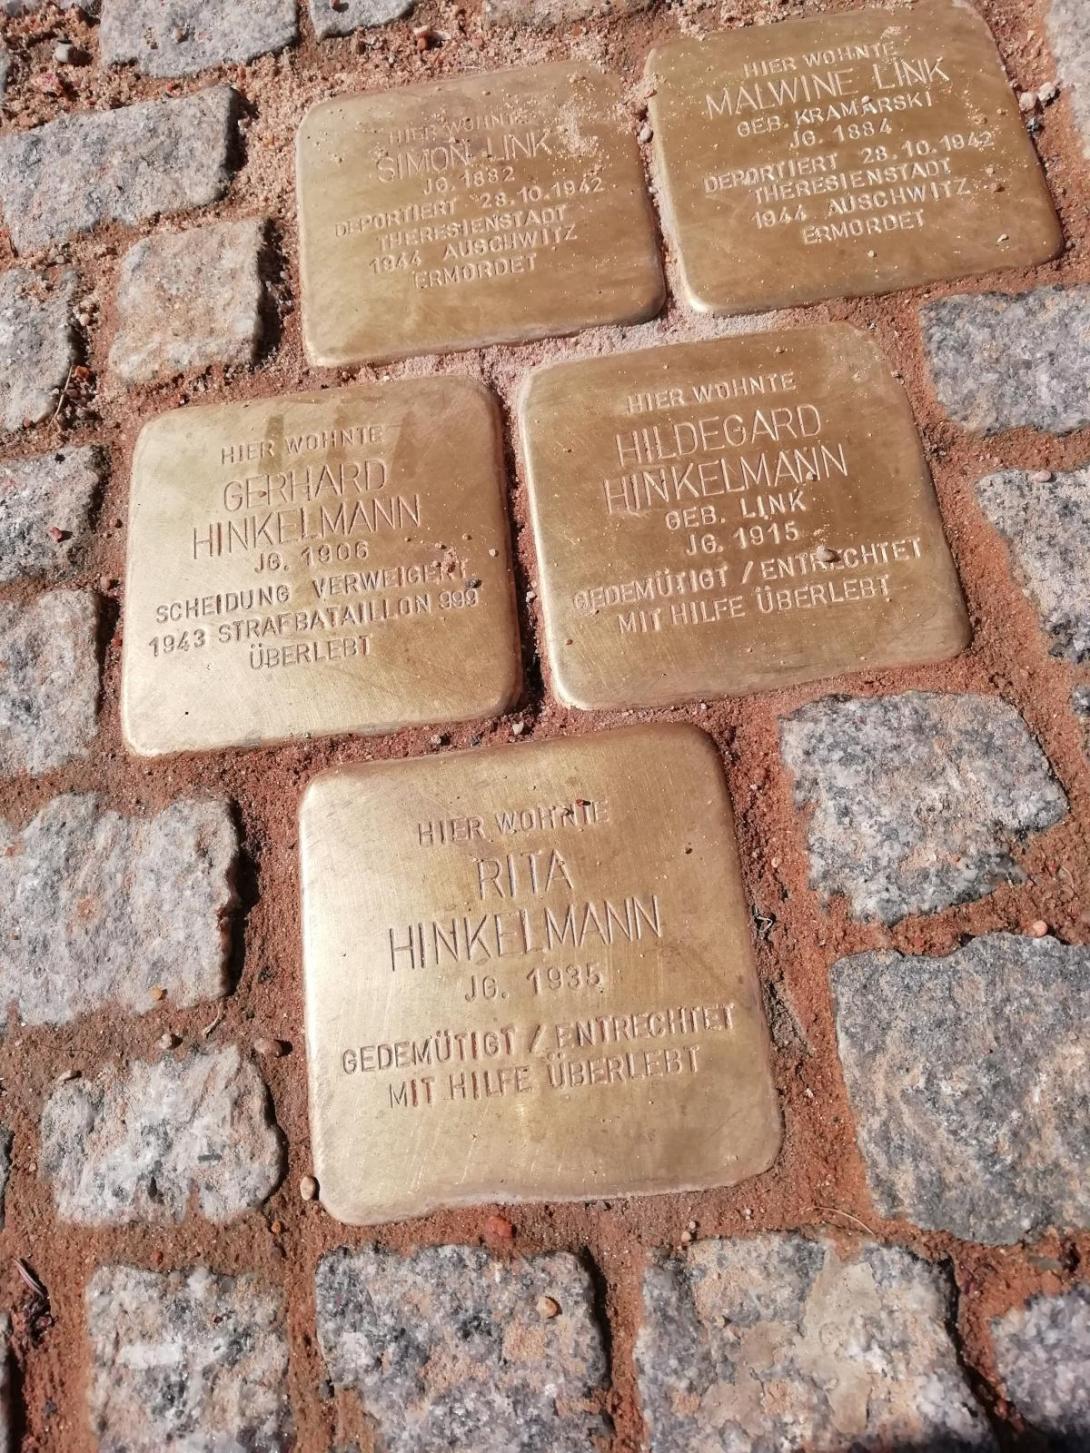 HIER WOHNTE
SIMON LINK
JG. 1882
DEPORTIERT 28.10.1942
THERESIENSTADT
1944 AUSCHWITZ
ERMORDET
HIER WOHNTE
MALWINE LINK
GEB. KRAMARSKI
JG. 1884
DEPORTIERT 28.10.1942
THERESIENSTADT
1944 AUSCHWITZ
ERMORDET
HIER WOHNTE
GERHARD
HINKELMANN
JG. 1906
SCHEIDUNG VERWEIGERT
1943 STRAFBATAILLON 999
ÜBERLEBT
HIER WOHNTE
HILDEGARD
HINKELMANN
GEB. LINK
JG. 1915
GEDEMÜTIGT / ENTRECHTET
MIT HILFE ÜBERLEBT
HIER WOHNTE
RITA
HINKELMANN
JG. 1935
GEDEMÜTIGT / ENTRECHTET
MIT HILFE ÜBERLEBT